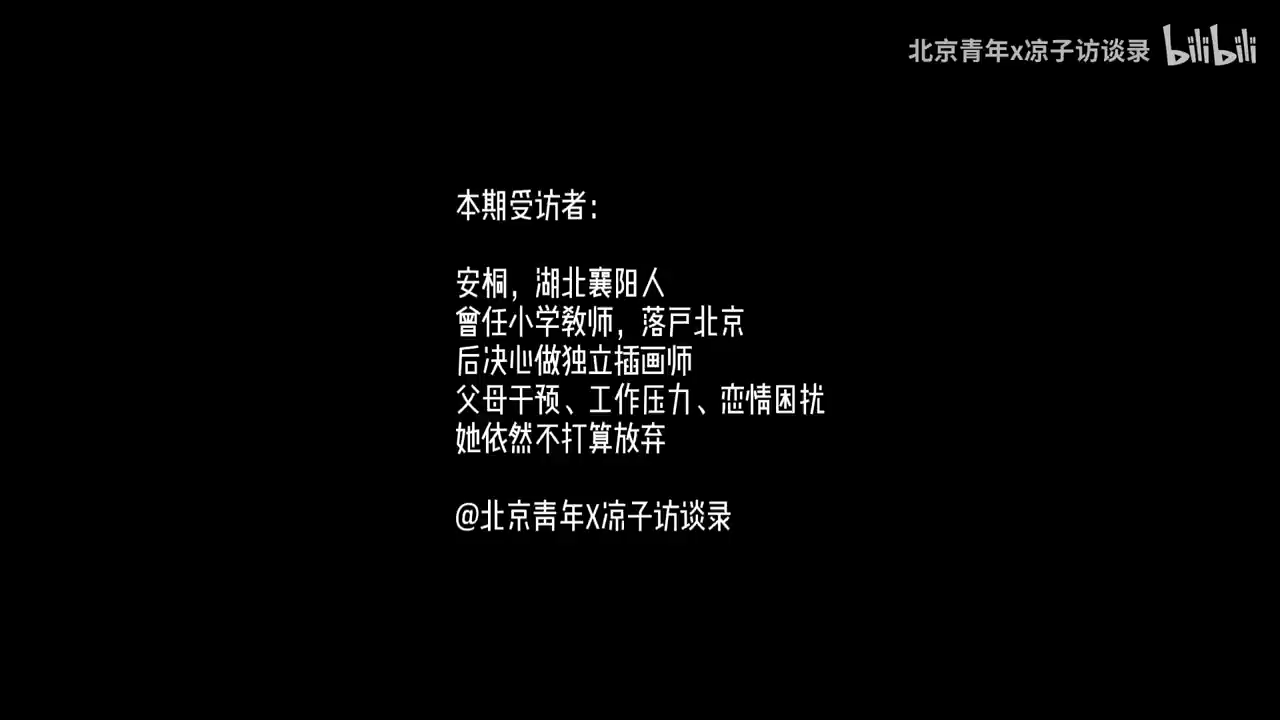 北京青年x凉子访谈录 bilibili
本期受访者：
安桐，湖北襄阳人
曾任小学教师，落户北京
后决心做独立插画师
父母干预、工作压力、恋情困扰
她依然不打算放弃
@北京青年X凉子访谈录